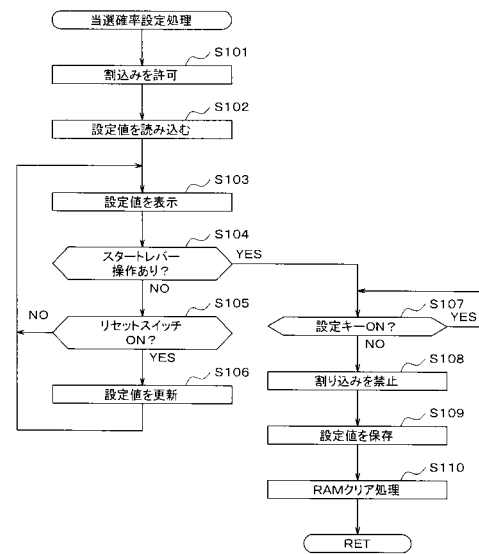 当選確率設定処理
S101
割込みを許可
S102
設定値を読み込む
S103
設定値を表示
S104
スタートレバー
操作あり?
YES
NO
S105
NO
リセットスイッチ
ON?
YES
S106
設定値を更新
S107
設定キーON?
YES
NO
S108
割り込みを禁止
S109
設定値を保存
S110
RAMクリア処理
RET